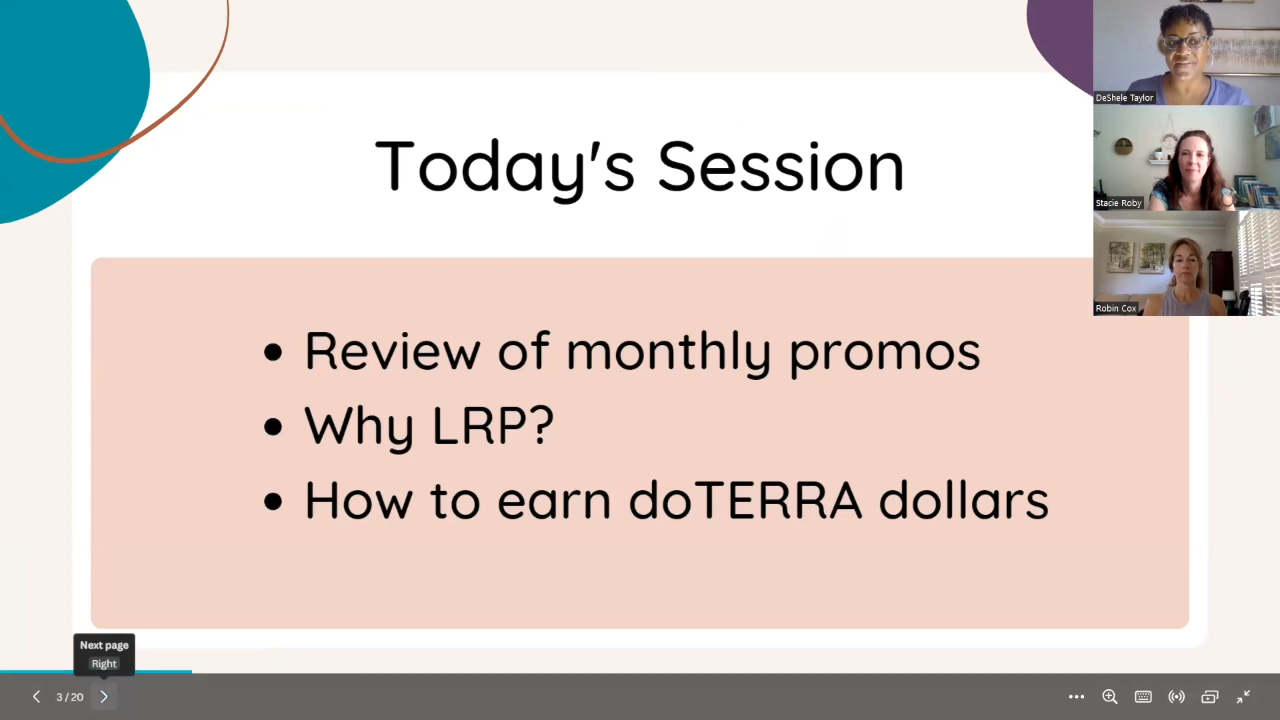 Today's Session
• Review of monthly promos
• Why LRP?
• How to earn doTERRA dollars
DeShele Taylor
Stacie Roby
Robin Cox
Next page
Right
3 / 20